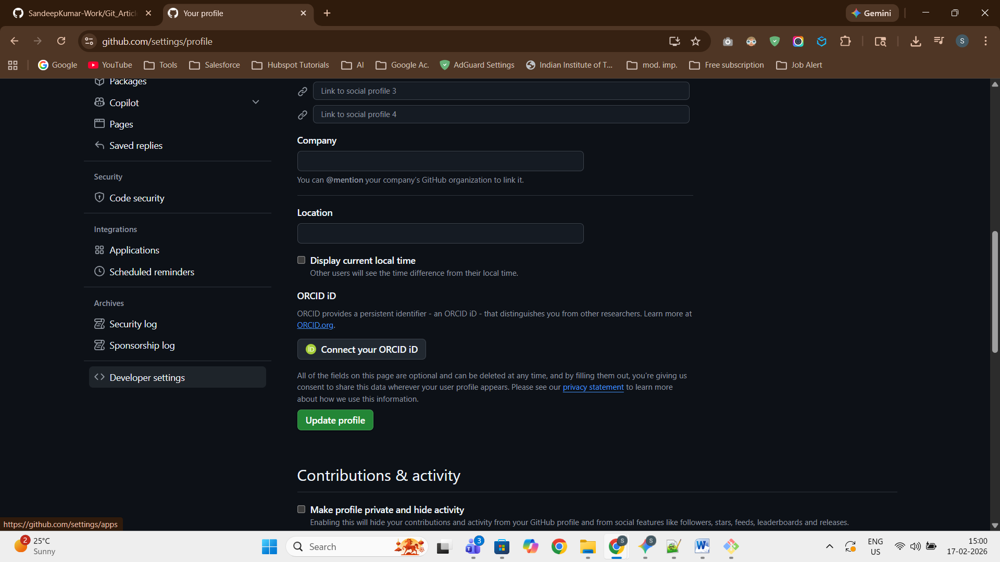 SandeepKumar-Work/Git_Articl
Your profile
Gemini
github.com/settings/profile
S
Google
YouTube
Tools
Salesforce
Hubspot Tutorials
AI
Google Ac.
AdGuard Settings
Indian Institute of T...
mod. imp.
Free subscription
Job Alert
Packages
Copilot
Pages
Saved replies
Security
Code security
Integrations
Applications
Scheduled reminders
Archives
Security log
Sponsorship log
Developer settings
Link to social profile 3
Link to social profile 4
Company
You can @mention your company's GitHub organization to link it.
Location
Display current local time
Other users will see the time difference from their local time.
ORCID iD
ORCID provides a persistent identifier - an ORCID iD - that distinguishes you from other researchers. Learn more at
ORCID.org.
iD Connect your ORCID iD
All of the fields on this page are optional and can be deleted at any time, and by filling them out, you're giving us
consent to share this data wherever your user profile appears. Please see our privacy statement to learn more
about how we use this information.
Update profile
Contributions & activity
Make profile private and hide activity
Enabling this will hide your contributions and activity from your GitHub profile and from social features like followers, stars, feeds, leaderboards and releases.
https://github.com/settings/apps
2
25°C
Sunny
Search
T
3
S
S
W
ENG
US
15:00
17-02-2026